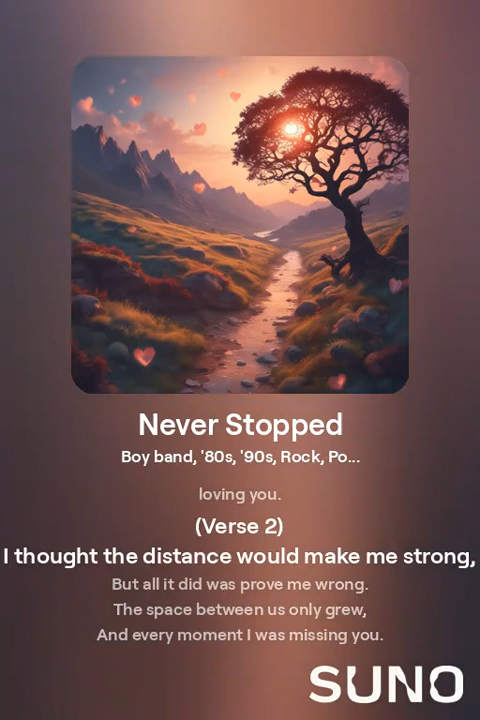 Never Stopped
Boy band, '80s, '90s, Rock, Po...
loving you.
(Verse 2)
I thought the distance would make me strong,
But all it did was prove me wrong.
The space between us only grew,
And every moment I was missing you.
SUNO